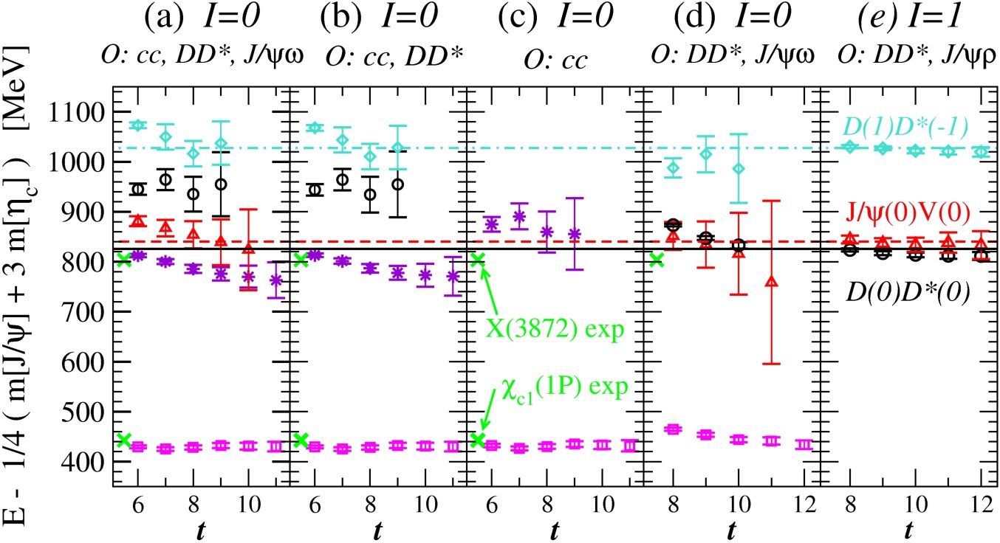 (a) I=0
(b) I=0
(c) I=0
(d) I=0
(e) I=1
O: cc, DD*, J/ψω
O: cc, DD*
O: cc
O: DD*, J/ψω
O: DD*, J/ψρ
E - 1/4 ( m[J/ψ] + 3 m[η_c] ) [MeV]
1100
1000
900
800
700
600
500
400
D(1)D*(-1)
J/ψ(0)V(0)
D(0)D*(0)
X(3872) exp
χ_c1(1P) exp
6 8 10
6 8 10
6 8 10
8 10
8 10 12
t
t
t
t
t